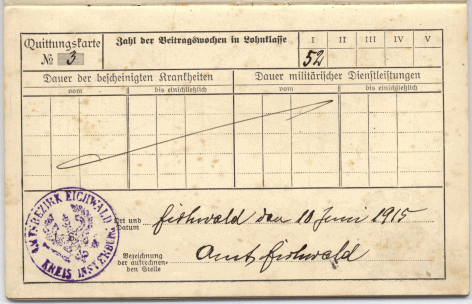 Quittungskarte
Zahl der Beitragswochen in Lohnklasse
I II III IV V
№ 3
52
Dauer der bescheinigten Krankheiten
Dauer militärischer Dienstleistungen
vom bis einschließlich vom bis einschließlich
Ort und Datum Eichwald den 10 Juni 1915
Bezeichnung der aufrechnenden Stelle Amt Eichwald
AMTSBEZIRK EICHWALD
KREIS INSTERBURG